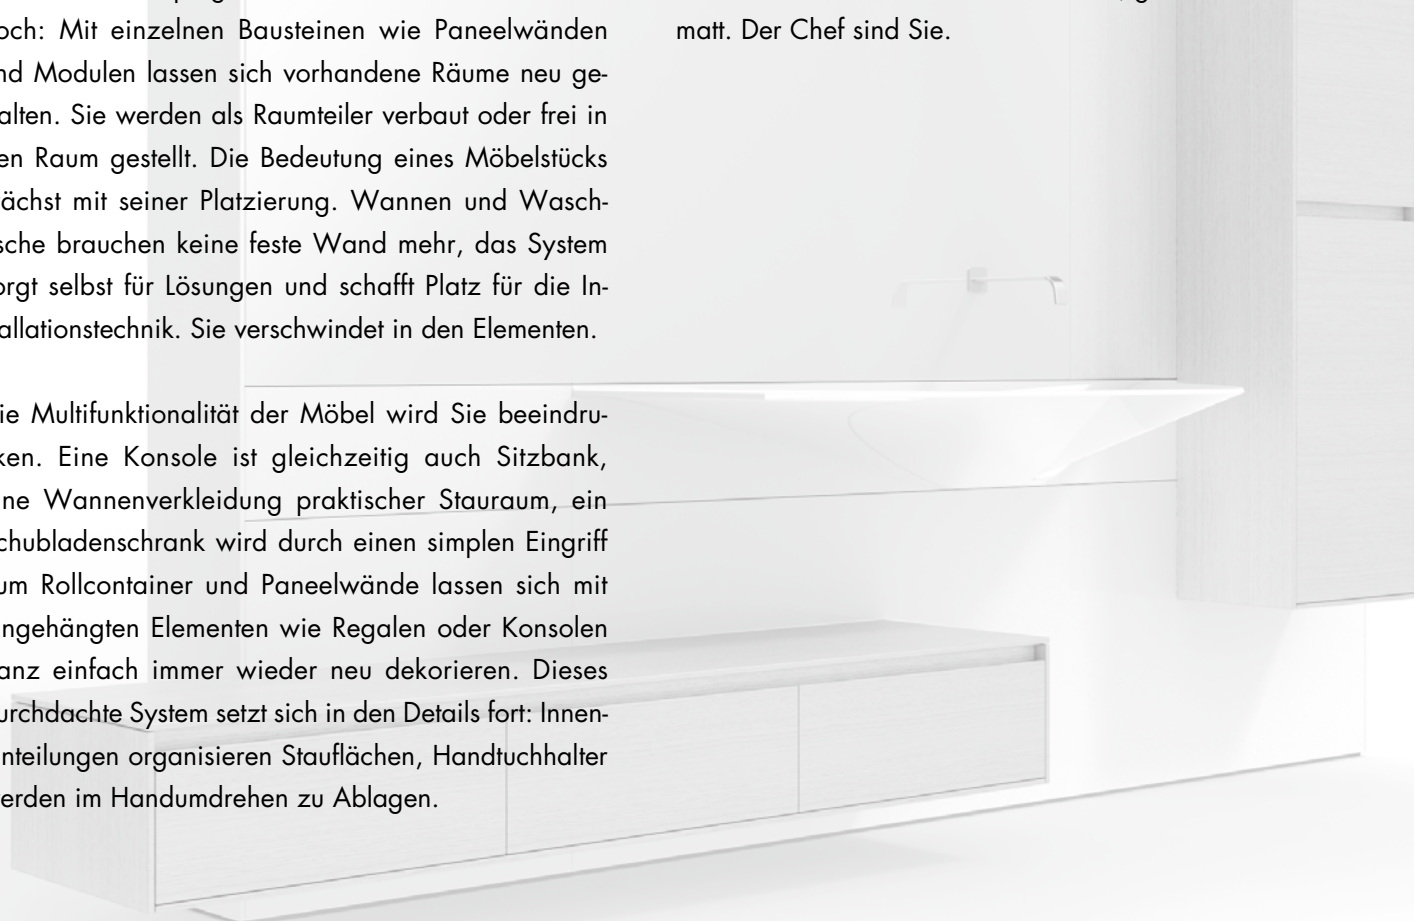 och: Mit einzelnen Bausteinen wie Paneelwänden
nd Modulen lassen sich vorhandene Räume neu ge-
alten. Sie werden als Raumteiler verbaut oder frei in
en Raum gestellt. Die Bedeutung eines Möbelstücks
ächst mit seiner Platzierung. Wannen und Wasch-
sche brauchen keine feste Wand mehr, das System
orgt selbst für Lösungen und schafft Platz für die In-
allationstechnik. Sie verschwindet in den Elementen.
ie Multifunktionalität der Möbel wird Sie beeindru-
ken. Eine Konsole ist gleichzeitig auch Sitzbank,
ne Wannenverkleidung praktischer Stauraum, ein
chubladenschrank wird durch einen simplen Eingriff
um Rollcontainer und Paneelwände lassen sich mit
ngehängten Elementen wie Regalen oder Konsolen
anz einfach immer wieder neu dekorieren. Dieses
urchdachte System setzt sich in den Details fort: Innen-
nteilungen organisieren Stauflächen, Handtuchhalter
erden im Handumdrehen zu Ablagen.
matt. Der Chef sind Sie.